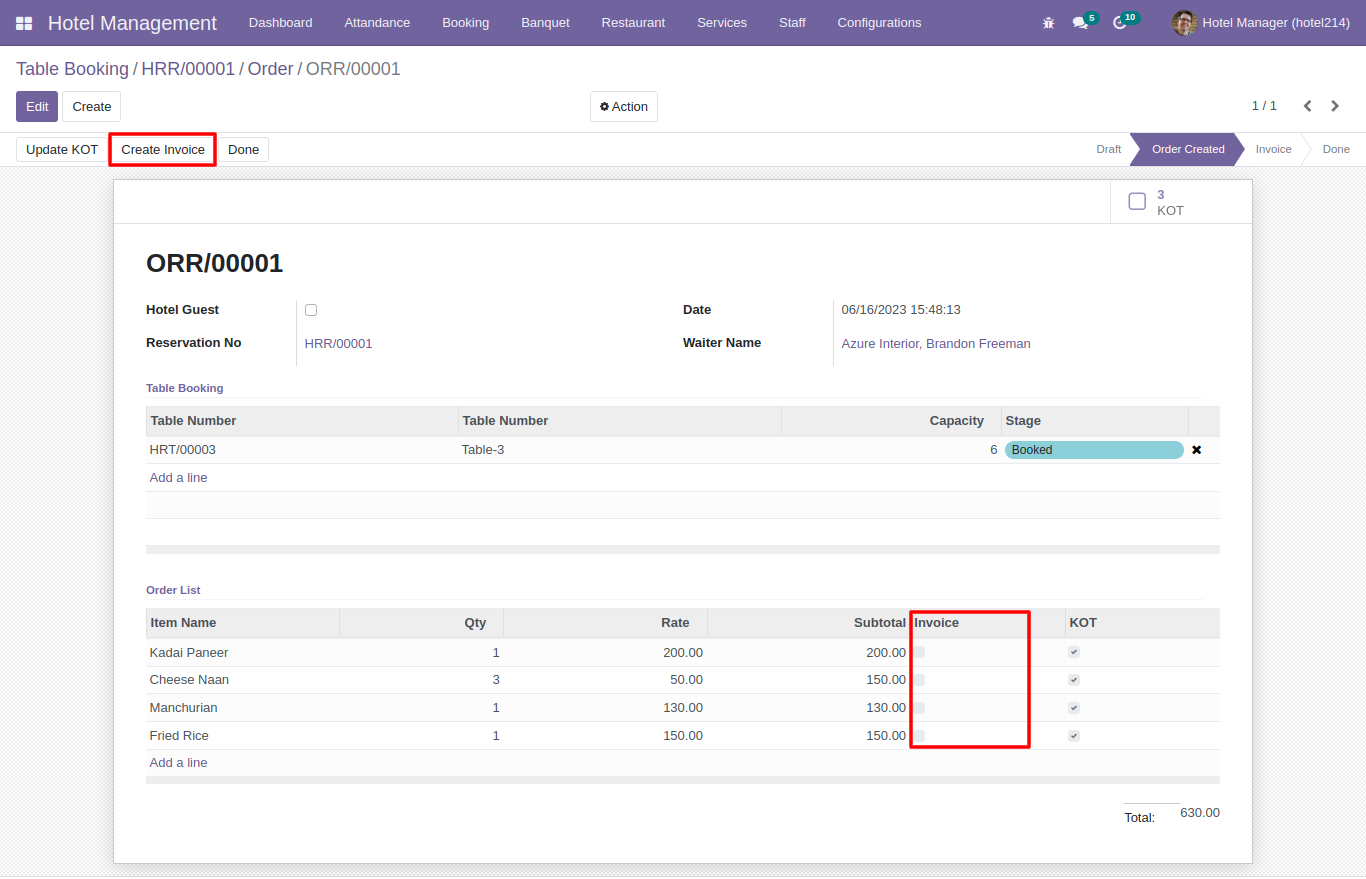 Hotel Management Dashboard Attandance Booking Banquet Restaurant Services Staff Configurations 5 10 Hotel Manager (hotel214)
Table Booking / HRR/00001 / Order / ORR/00001
Edit Create Action 1 / 1
Update KOT Create Invoice Done Draft Order Created Invoice Done
3
KOT
ORR/00001
Hotel Guest Date 06/16/2023 15:48:13
Reservation No HRR/00001 Waiter Name Azure Interior, Brandon Freeman
Table Booking
Table Number Table Number Capacity Stage
HRT/00003 Table-3 6 Booked
Add a line
Order List
Item Name Qty Rate Subtotal Invoice KOT
Kadai Paneer 1 200.00 200.00
Cheese Naan 3 50.00 150.00
Manchurian 1 130.00 130.00
Fried Rice 1 150.00 150.00
Add a line
Total: 630.00